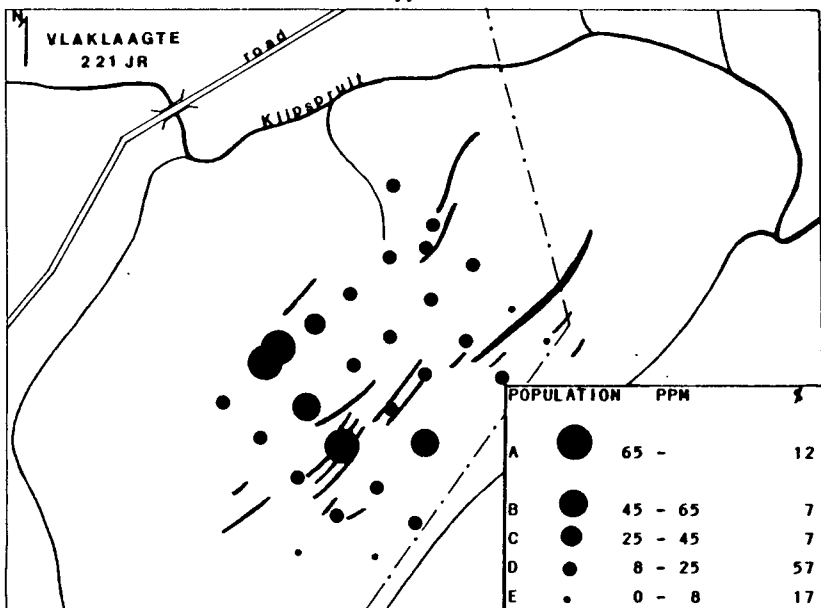 N
VLAKLAAGTE
221 JR
road
Klipspruit
POPULATION PPM %
A 65 - 12
B 45 - 65 7
C 25 - 45 7
D 8 - 25 57
E 0 - 8 17